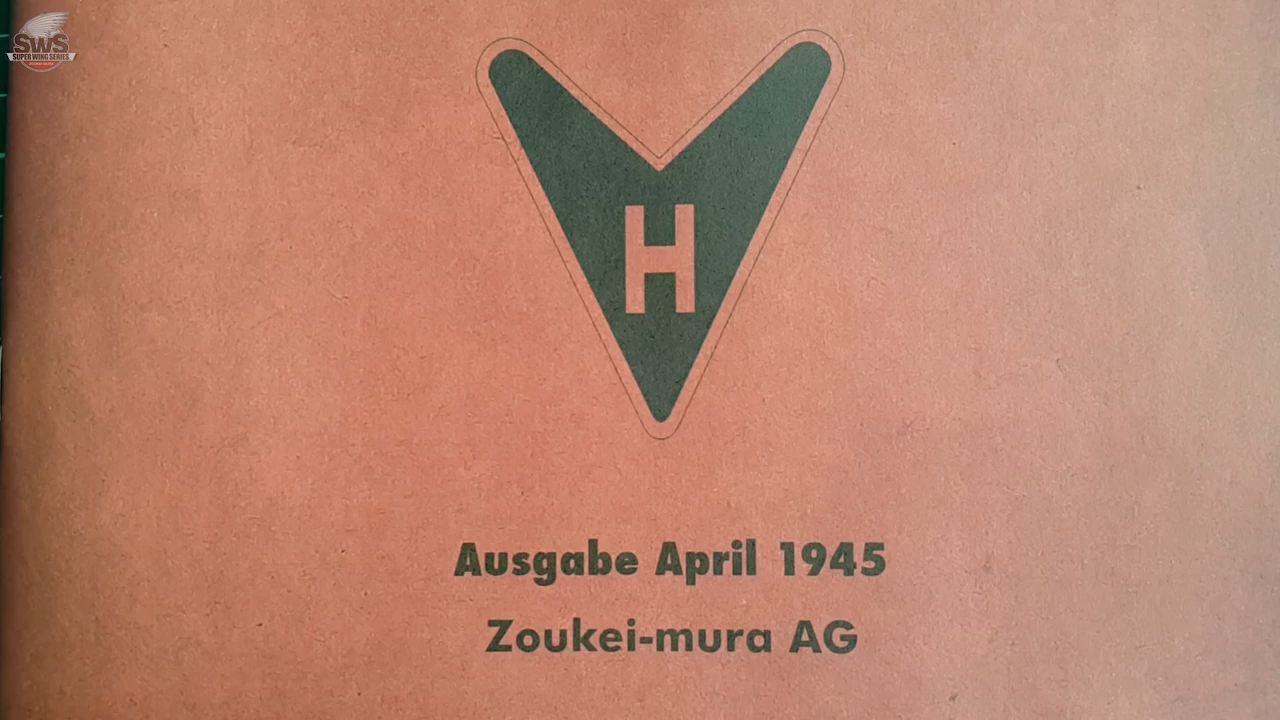 SWS
SUPER WING SERIES
H
Ausgabe April 1945
Zoukei-mura AG